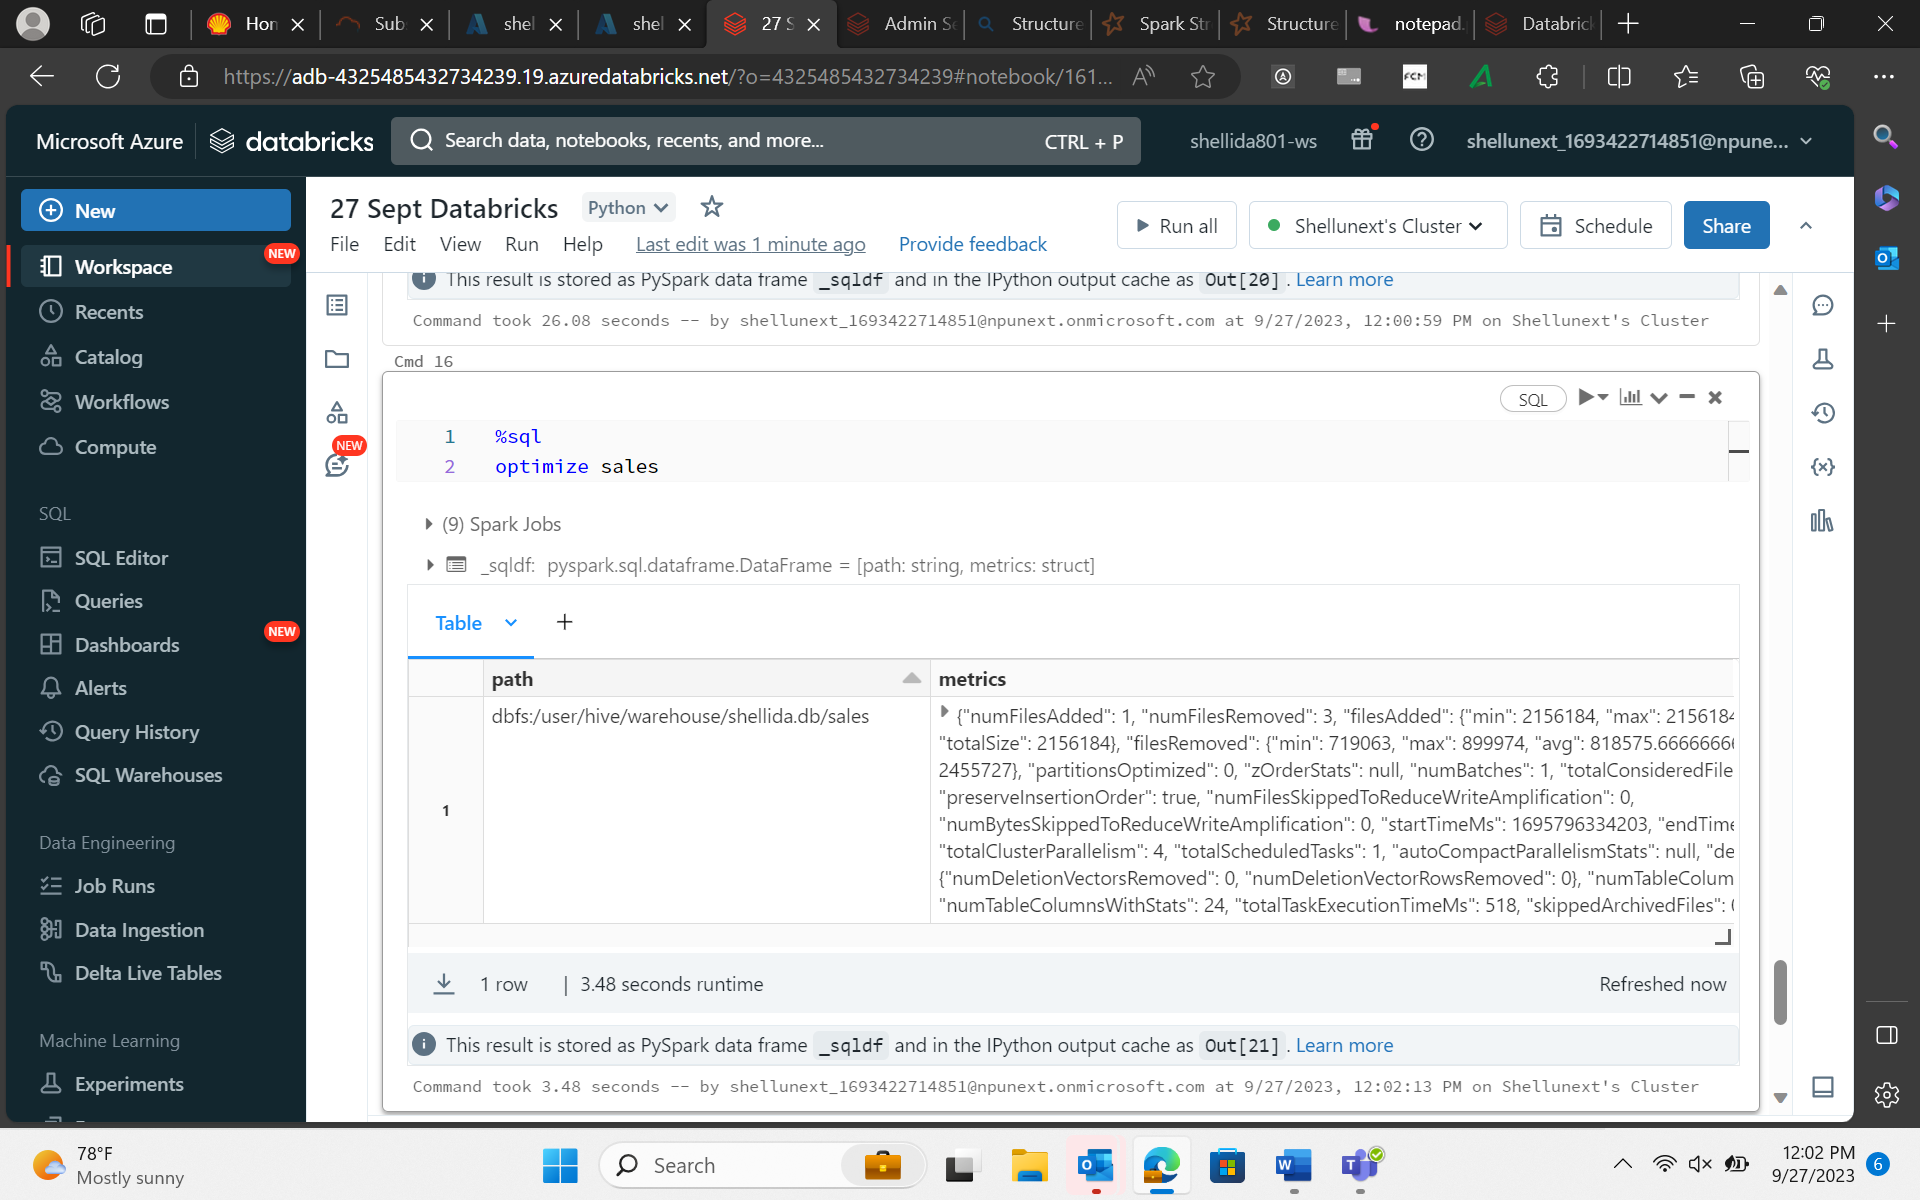 Hon
Sub
shel
shel
27 S
Admin Se
Structure
Spark Str
Structure
notepad.
Databrick
https://adb-4325485432734239.19.azuredatabricks.net/?o=4325485432734239#notebook/161...
Microsoft Azure
databricks
Search data, notebooks, recents, and more...
CTRL + P
shellida801-ws
shellunext_1693422714851@npune...
New
Workspace
NEW
Recents
Catalog
Workflows
Compute
SQL
SQL Editor
Queries
Dashboards
NEW
Alerts
Query History
SQL Warehouses
Data Engineering
Job Runs
Data Ingestion
Delta Live Tables
Machine Learning
Experiments
27 Sept Databricks
Python
File Edit View Run Help Last edit was 1 minute ago Provide feedback
Run all
Shellunext's Cluster
Schedule
Share
NEW
This result is stored as PySpark data frame _sqldf and in the IPython output cache as Out[20] . Learn more
Command took 26.08 seconds -- by shellunext_1693422714851@npunext.onmicrosoft.com at 9/27/2023, 12:00:59 PM on Shellunext's Cluster
Cmd 16
SQL
1 %sql
2 optimize sales
(9) Spark Jobs
_sqldf: pyspark.sql.dataframe.DataFrame = [path: string, metrics: struct]
Table
path
metrics
1
dbfs:/user/hive/warehouse/shellida.db/sales
{"numFilesAdded": 1, "numFilesRemoved": 3, "filesAdded": {"min": 2156184, "max": 2156184
"totalSize": 2156184}, "filesRemoved": {"min": 719063, "max": 899974, "avg": 818575.6666666
2455727}, "partitionsOptimized": 0, "zOrderStats": null, "numBatches": 1, "totalConsideredFile
"preserveInsertionOrder": true, "numFilesSkippedToReduceWriteAmplification": 0,
"numBytesSkippedToReduceWriteAmplification": 0, "startTimeMs": 1695796334203, "endTime
"totalClusterParallelism": 4, "totalScheduledTasks": 1, "autoCompactParallelismStats": null, "de
{"numDeletionVectorsRemoved": 0, "numDeletionVectorRowsRemoved": 0}, "numTableColum
"numTableColumnsWithStats": 24, "totalTaskExecutionTimeMs": 518, "skippedArchivedFiles":
1 row | 3.48 seconds runtime
Refreshed now
This result is stored as PySpark data frame _sqldf and in the IPython output cache as Out[21] . Learn more
Command took 3.48 seconds -- by shellunext_1693422714851@npunext.onmicrosoft.com at 9/27/2023, 12:02:13 PM on Shellunext's Cluster
78°F
Mostly sunny
Search
12:02 PM
9/27/2023
6